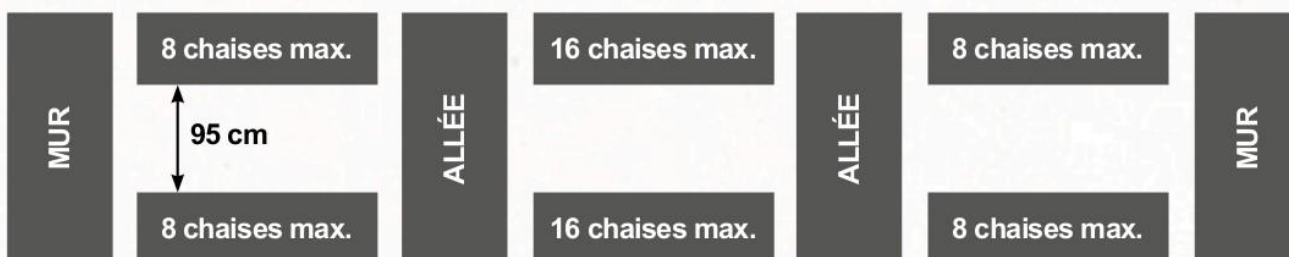 8 chaises max.
16 chaises max.
8 chaises max.
MUR
95 cm
ALLÉE
ALLÉE
MUR
8 chaises max.
16 chaises max.
8 chaises max.